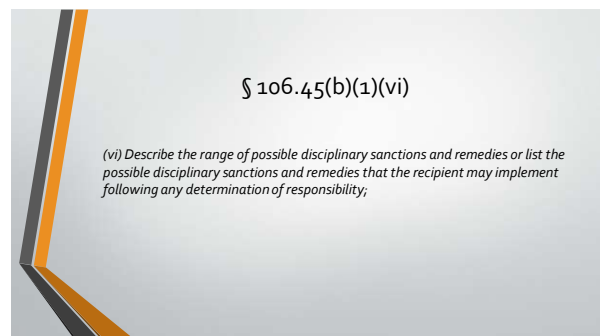 § 106.45(b)(1)(vi)
(vi) Describe the range of possible disciplinary sanctions and remedies or list the
possible disciplinary sanctions and remedies that the recipient may implement
following any determination of responsibility;